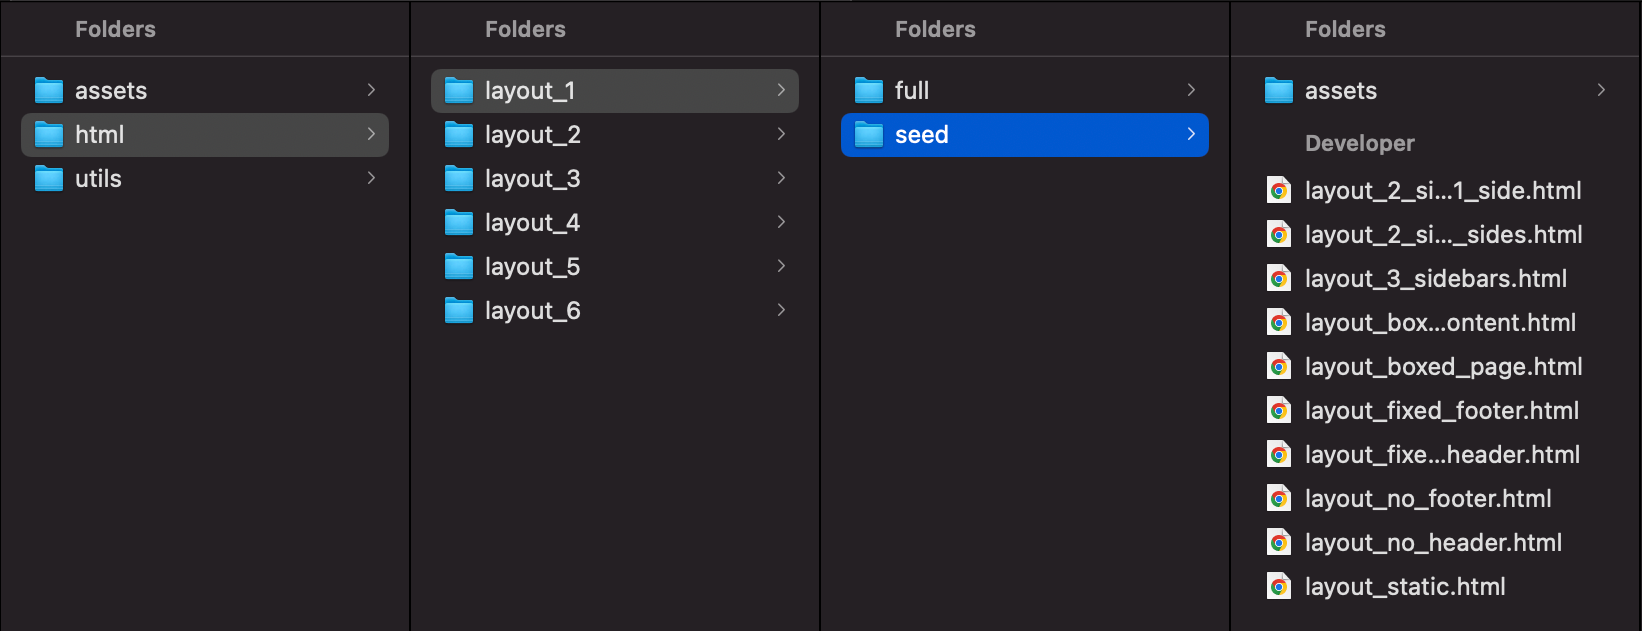 Folders
assets
html
utils
Folders
layout_1
layout_2
layout_3
layout_4
layout_5
layout_6
Folders
full
seed
Folders
assets
Developer
layout_2_si...1_side.html
layout_2_si..._sides.html
layout_3_sidebars.html
layout_box...ontent.html
layout_boxed_page.html
layout_fixed_footer.html
layout_fixe...header.html
layout_no_footer.html
layout_no_header.html
layout_static.html